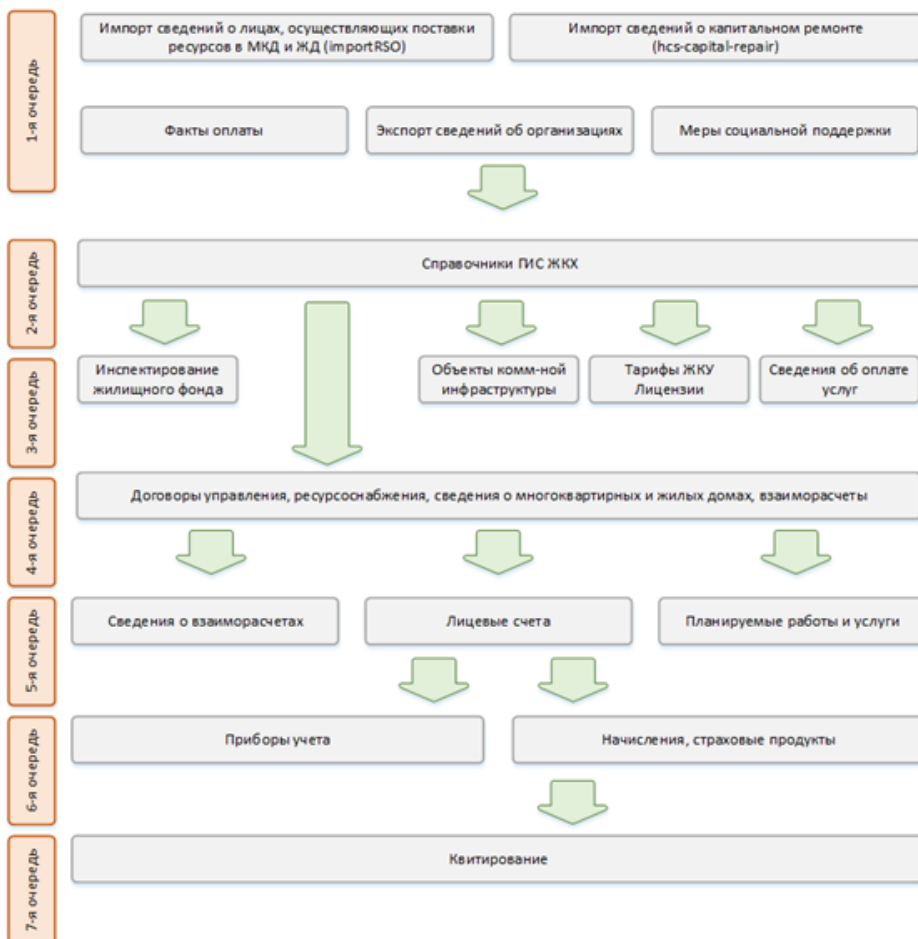 1-я очередь
Импорт сведений о лицах, осуществляющих поставки
ресурсов в МКД и ЖД (importRSO)
Импорт сведений о капитальном ремонте
(hcs-capital-repair)
Факты оплаты
Экспорт сведений об организациях
Меры социальной поддержки
2-я очередь
Справочники ГИС ЖКХ
3-я очередь
Инспектирование
жилищного фонда
Объекты комм-ной
инфраструктуры
Тарифы ЖКУ
Лицензии
Сведения об оплате
услуг
4-я очередь
Договоры управления, ресурсоснабжения, сведения о многоквартирных и жилых домах, взаиморасчеты
5-я очередь
Сведения о взаиморасчетах
Лицевые счета
Планируемые работы и услуги
6-я очередь
Приборы учета
Начисления, страховые продукты
7-я очередь
Квитирование